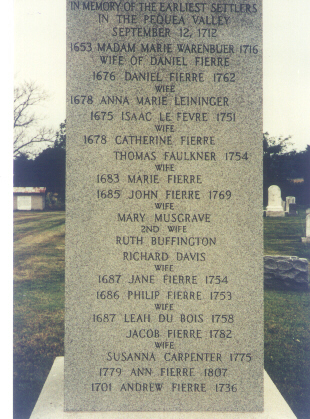 IN MEMORY OF THE EARLIEST SETTLERS
IN THE PEQUEA VALLEY
SEPTEMBER 12, 1712
1653 MADAM MARIE WARENBUER 1716
WIFE OF DANIEL FIERRE
1676 DANIEL FIERRE 1762
WIFE
1678 ANNA MARIE LEININGER
1675 ISAAC LE FEVRE 1751
WIFE
1678 CATHERINE FIERRE
THOMAS FAULKNER 1754
WIFE
1683 MARIE FIERRE
1685 JOHN FIERRE 1769
WIFE
MARY MUSGRAVE
2ND WIFE
RUTH BUFFINGTON
RICHARD DAVIS
WIFE
1687 JANE FIERRE 1754
1686 PHILIP FIERRE 1753
WIFE
1687 LEAH DU BOIS 1758
JACOB FIERRE 1782
WIFE
SUSANNA CARPENTER 1775
1779 ANN FIERRE 1807
1701 ANDREW FIERRE 1736